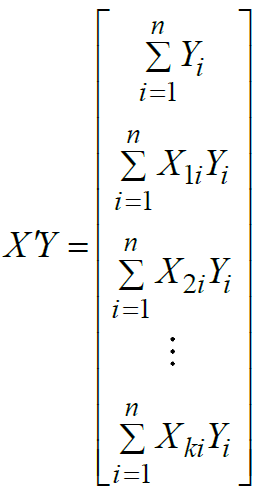 X'Y = [
n
∑ Y_i
i=1
n
∑ X_{1i}Y_i
i=1
n
∑ X_{2i}Y_i
i=1
⋮
n
∑ X_{ki}Y_i
i=1
]